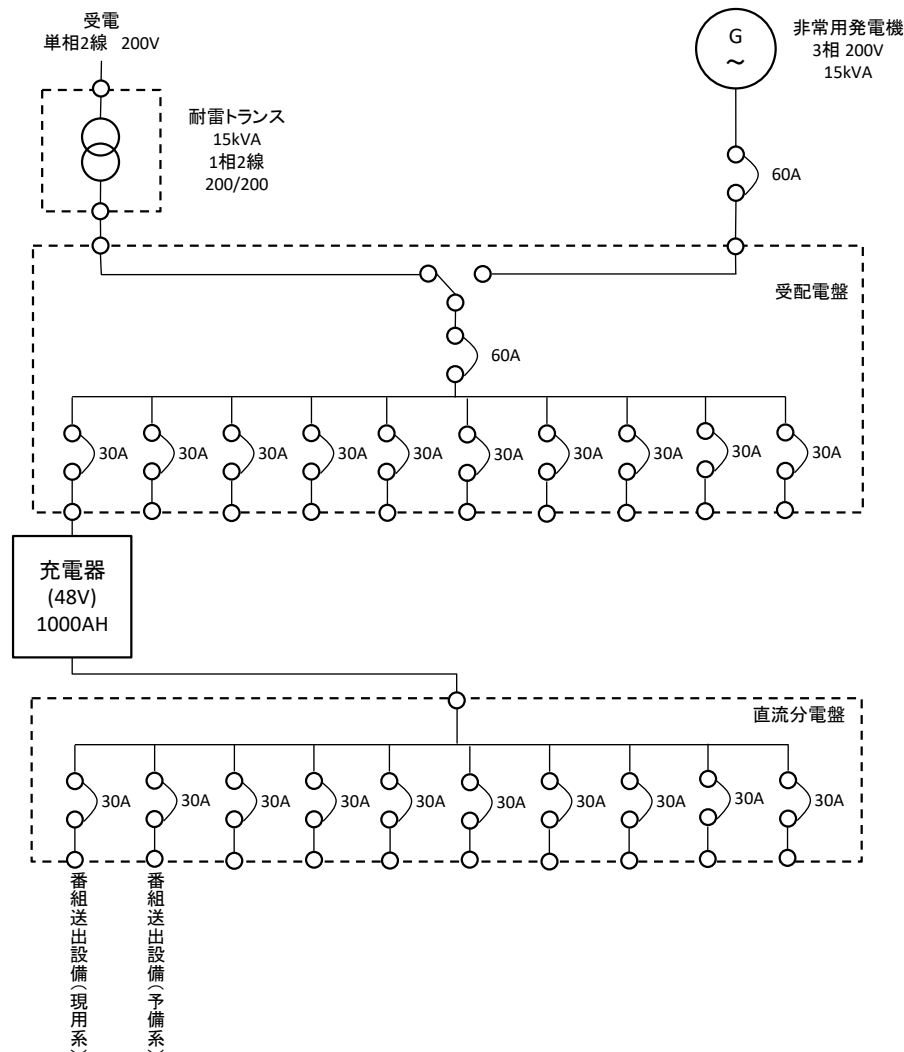 受電
単相2線 200V
耐雷トランス
15kVA
1相2線
200/200
G
～
非常用発電機
3相 200V
15kVA
60A
受配電盤
60A
30A 30A 30A 30A 30A 30A 30A 30A 30A 30A
充電器
(48V)
1000AH
直流分電盤
30A 30A 30A 30A 30A 30A 30A 30A 30A 30A
番組送出設備(現用系)
番組送出設備(予備系)